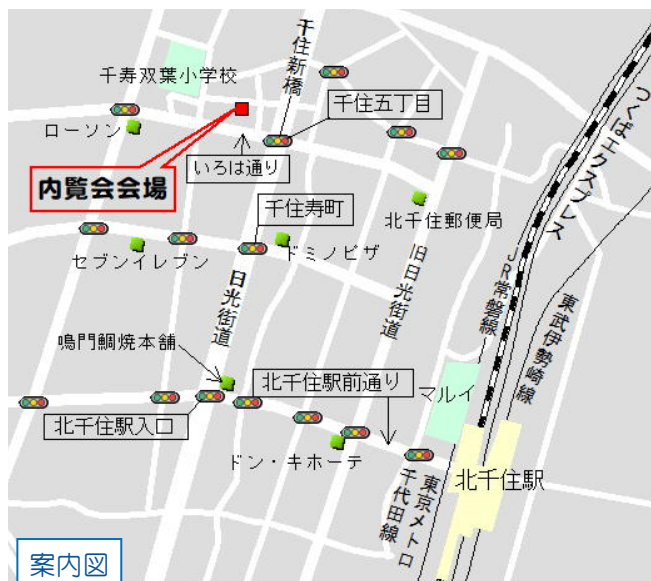 千寿双葉小学校
千住新橋
千住五丁目
ローソン
いろは通り
内覧会会場
つくばエクスプレス
千住寿町
北千住郵便局
セブンイレブン
ドミノピザ
日光街道
旧日光街道
JR常磐線
東武伊勢崎線
鳴門鯛焼本舗
北千住駅前通り
マルイ
北千住駅入口
ドン・キホーテ
東京メトロ
千代田線
北千住駅
案内図